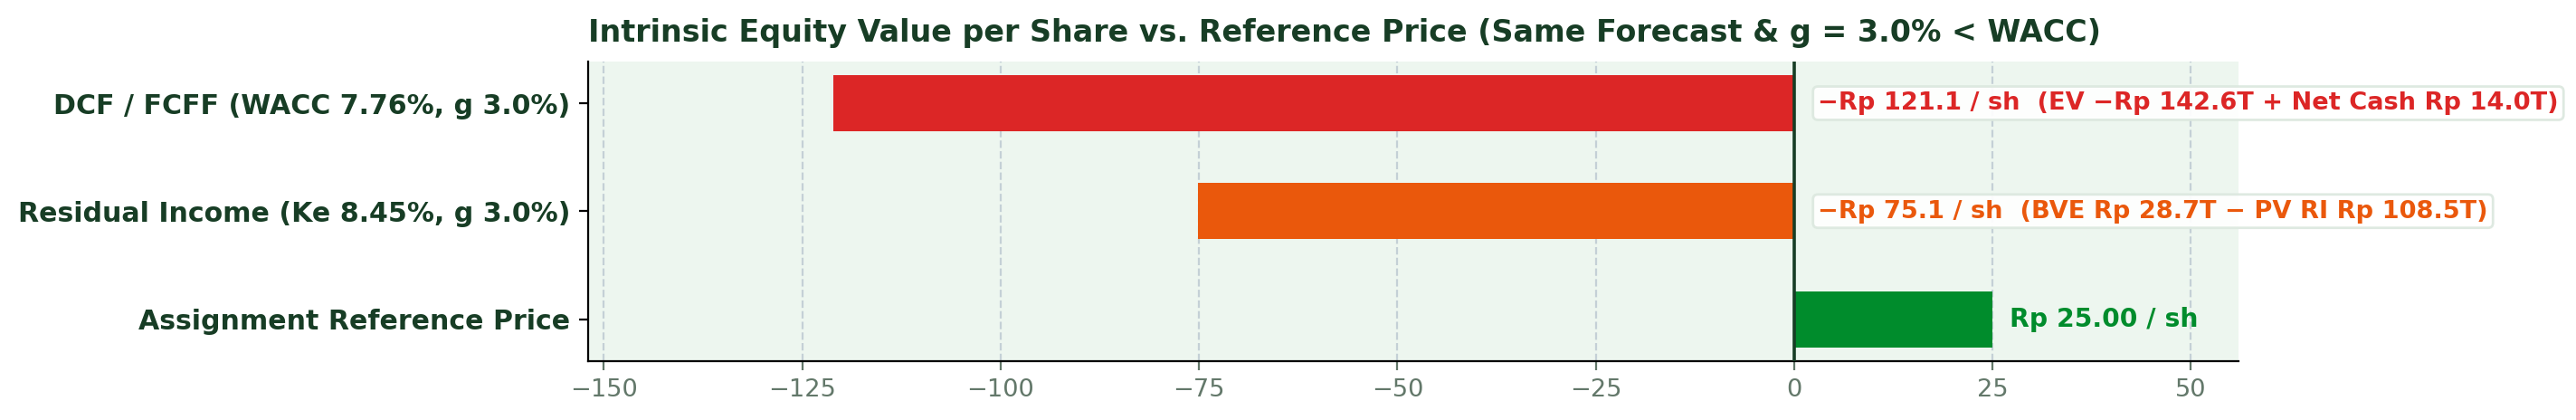 Intrinsic Equity Value per Share vs. Reference Price (Same Forecast & g = 3.0% < WACC)
DCF / FCFF (WACC 7.76%, g 3.0%)
−Rp 121.1 / sh  (EV −Rp 142.6T + Net Cash Rp 14.0T)
Residual Income (Ke 8.45%, g 3.0%)
−Rp 75.1 / sh  (BVE Rp 28.7T − PV RI Rp 108.5T)
Assignment Reference Price
Rp 25.00 / sh
−150 −125 −100 −75 −50 −25 0 25 50